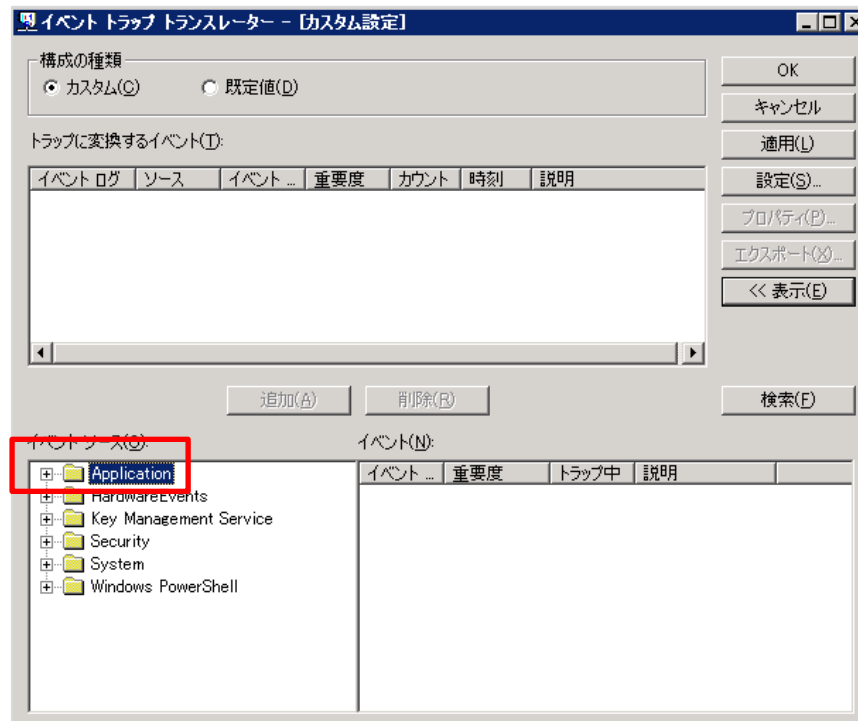 イベント トラップ トランスレーター - [カスタム設定]
構成の種類
カスタム(C)
既定値(D)
OK
キャンセル
適用(L)
設定(S)...
プロパティ(P)...
エクスポート(X)...
<< 表示(E)
トラップに変換するイベント(T):
イベント ログ ソース イベント ... 重要度 カウント 時刻 説明
追加(A)
削除(R)
検索(F)
イベント ソース(O):
Application
HardwareEvents
Key Management Service
Security
System
Windows PowerShell
イベント(N):
イベント ... 重要度 トラップ中 説明